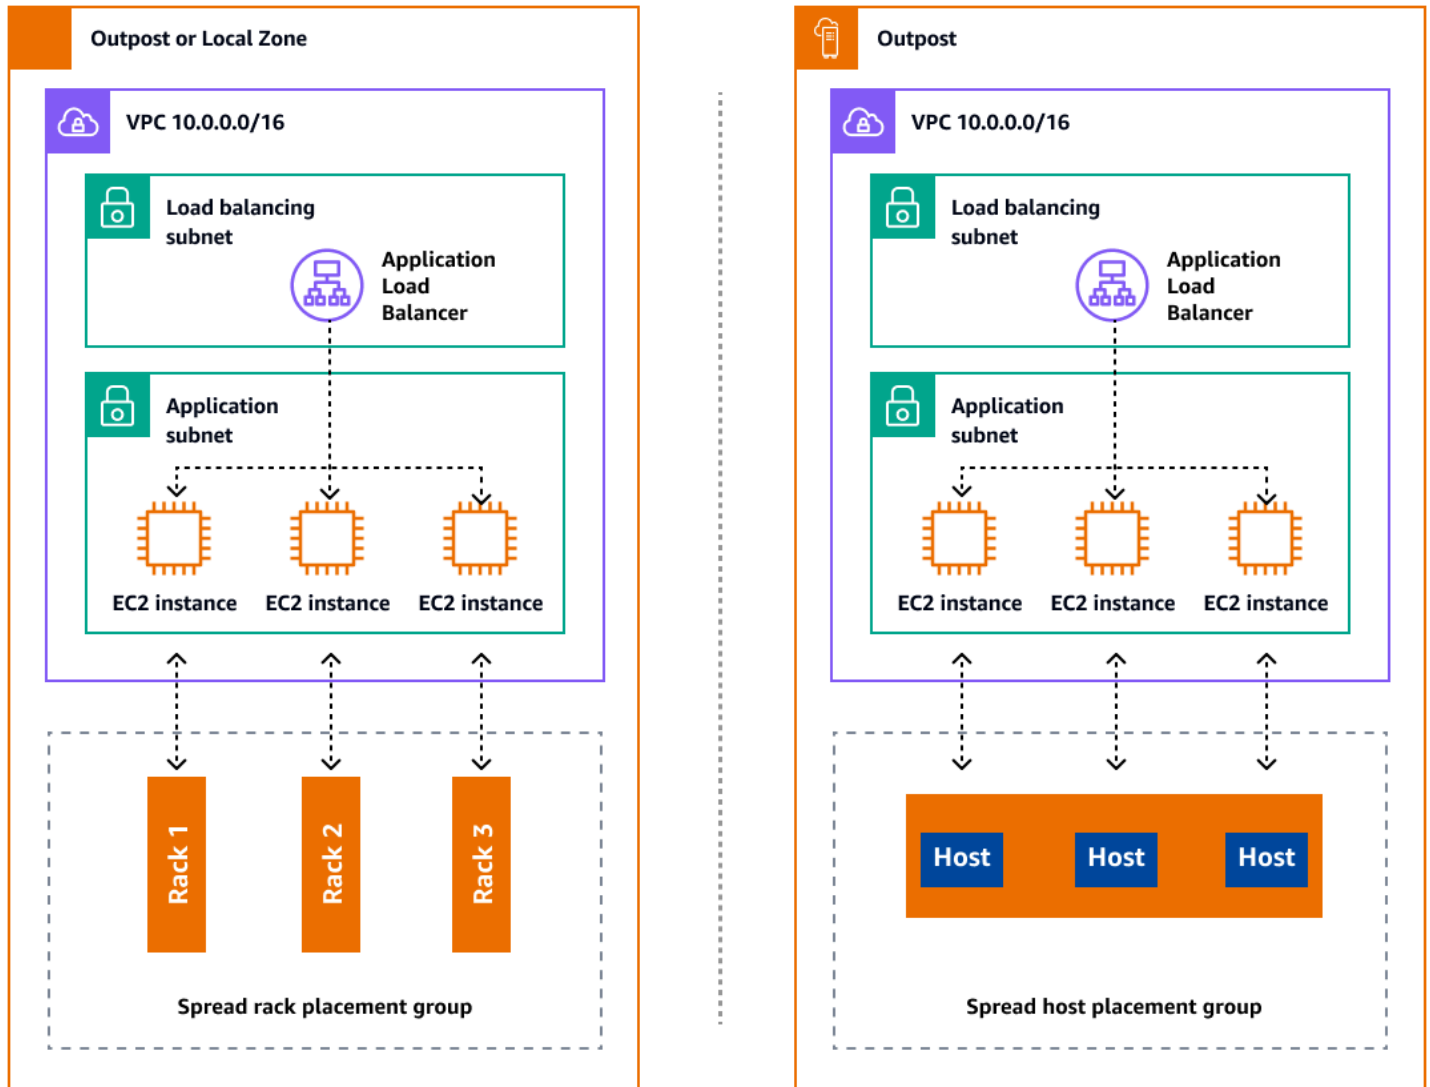 Outpost or Local Zone
VPC 10.0.0.0/16
Load balancing
subnet
Application
Load
Balancer
Application
subnet
EC2 instance
EC2 instance
EC2 instance
Rack 1
Rack 2
Rack 3
Spread rack placement group
Outpost
VPC 10.0.0.0/16
Load balancing
subnet
Application
Load
Balancer
Application
subnet
EC2 instance
EC2 instance
EC2 instance
Host
Host
Host
Spread host placement group